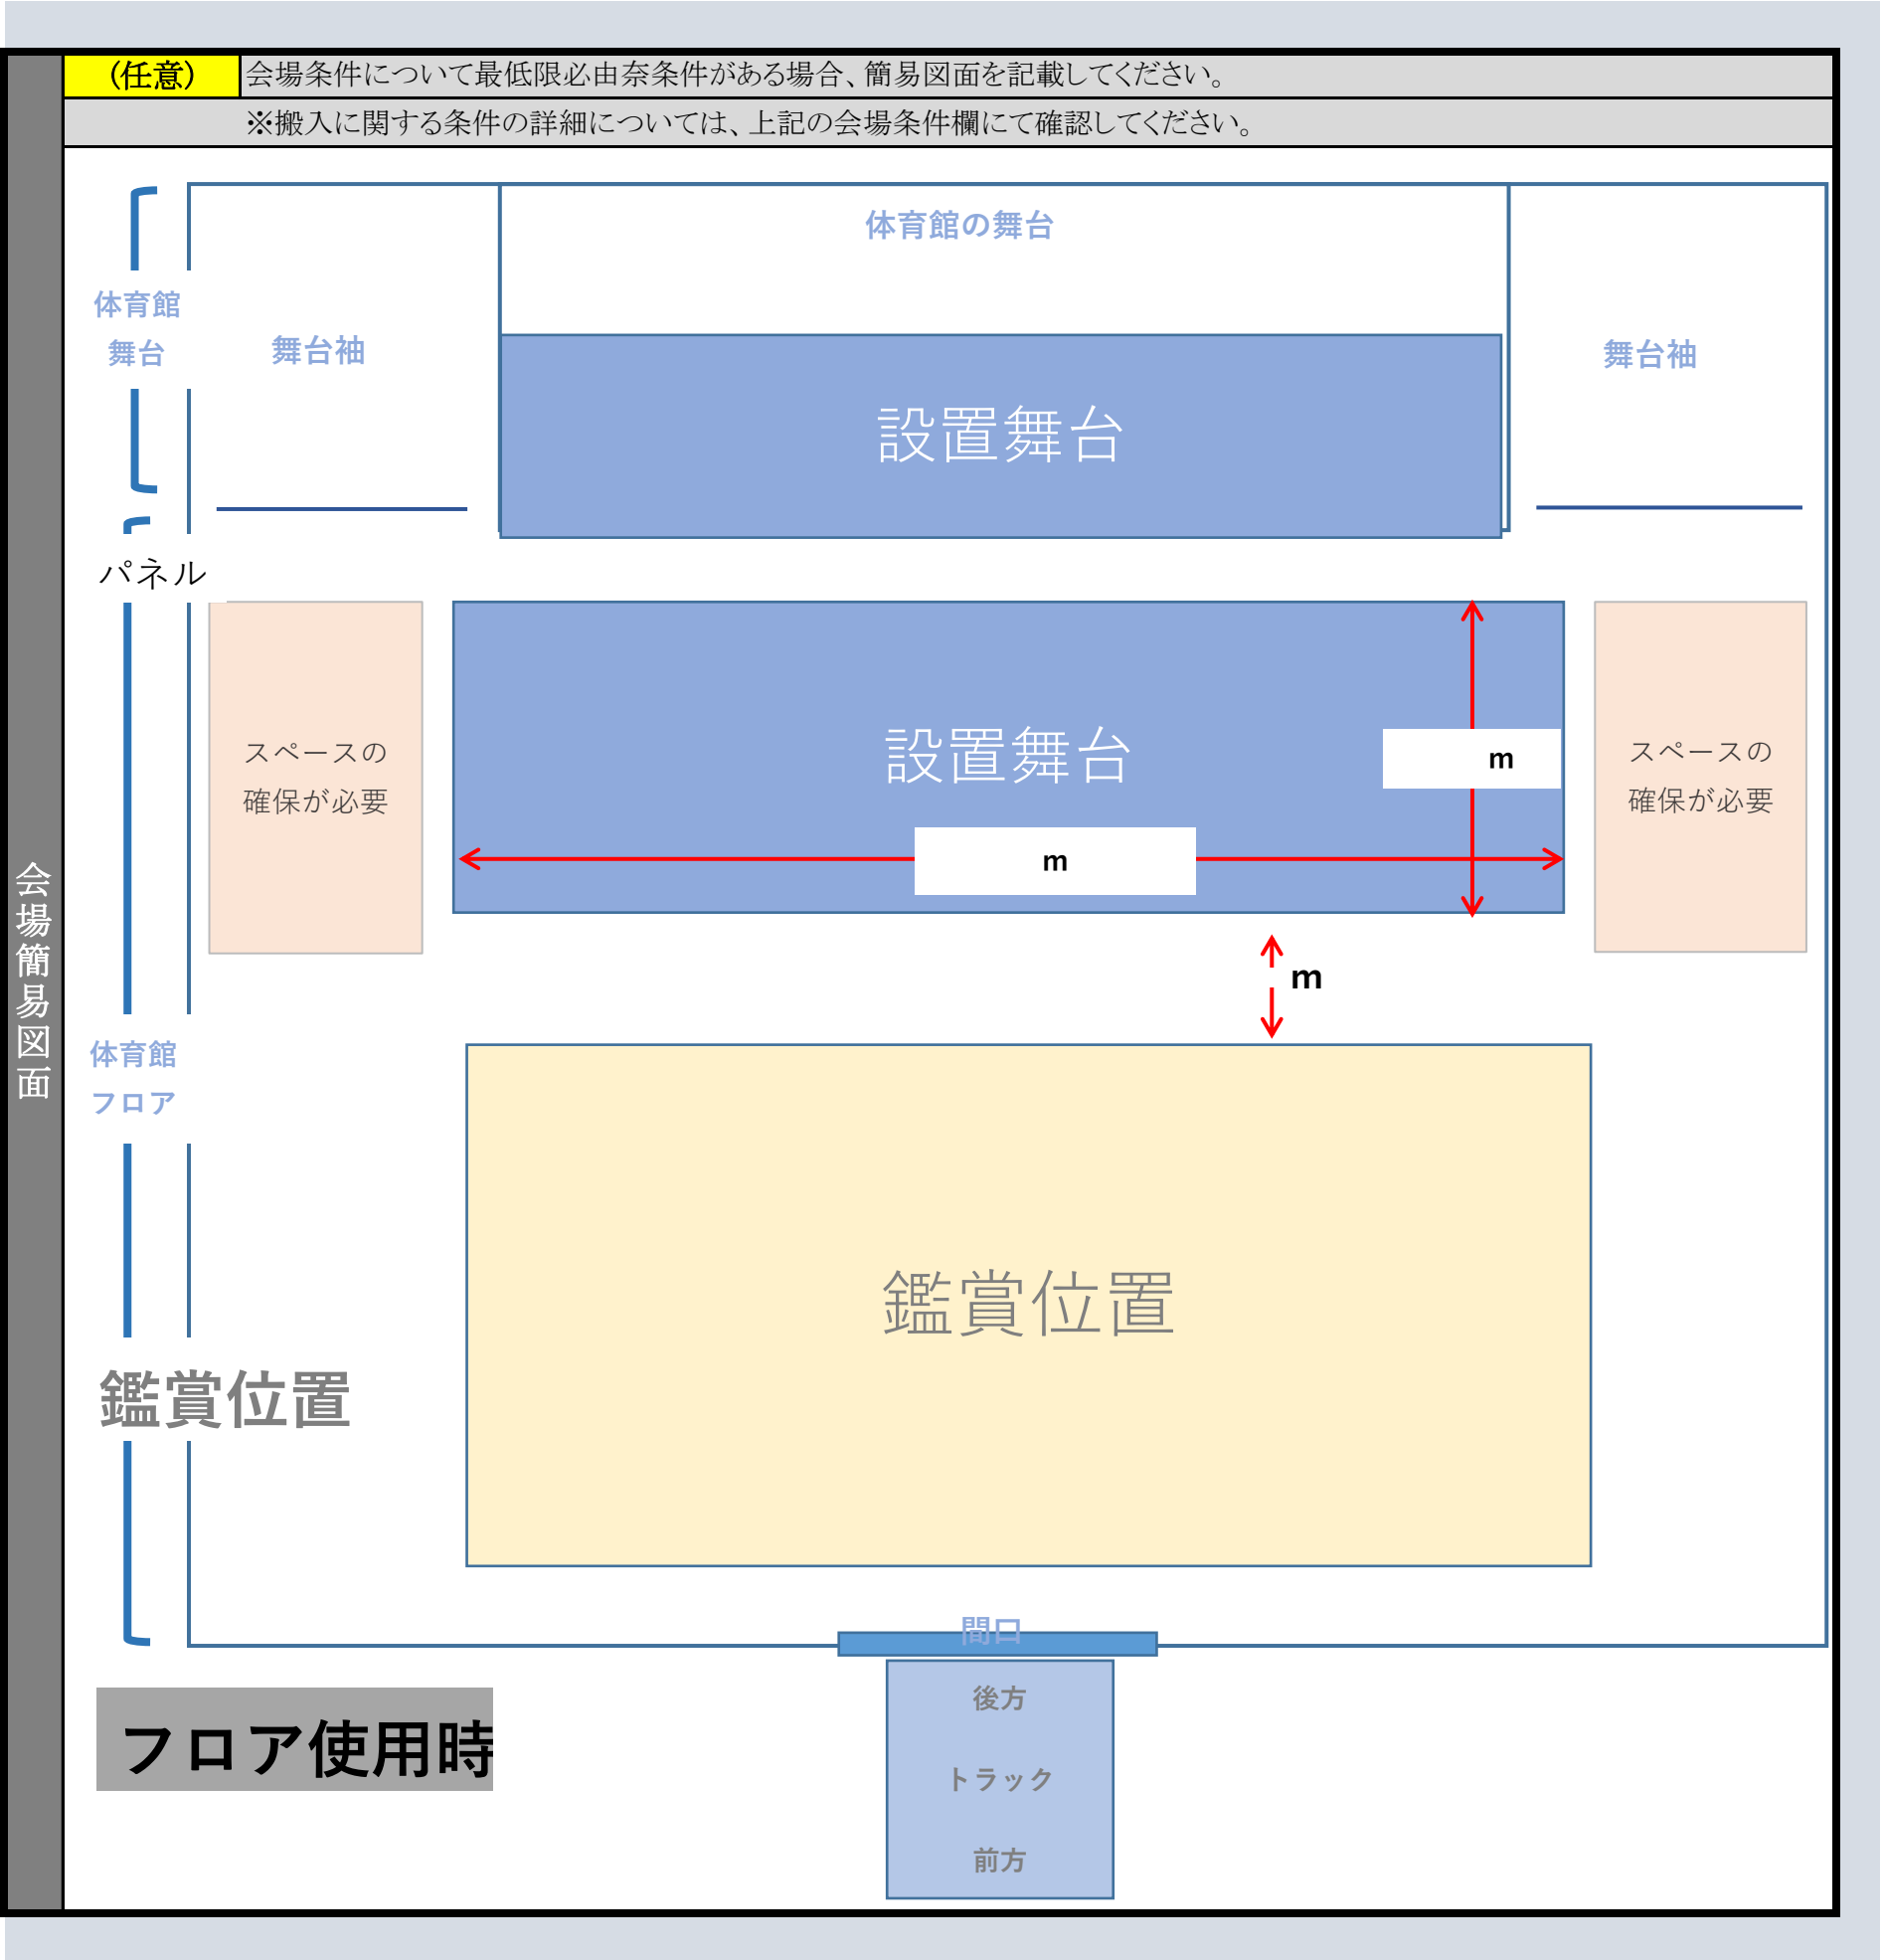 (任意)
会場条件について最低限必由奈条件がある場合、簡易図面を記載してください。
※搬入に関する条件の詳細については、上記の会場条件欄にて確認してください。
会場簡易図面
体育館の舞台
体育館
舞台
舞台袖
舞台袖
設置舞台
パネル
スペースの
確保が必要
設置舞台
m
m
スペースの
確保が必要
m
体育館
フロア
鑑賞位置
鑑賞位置
間口
後方
トラック
前方
フロア使用時